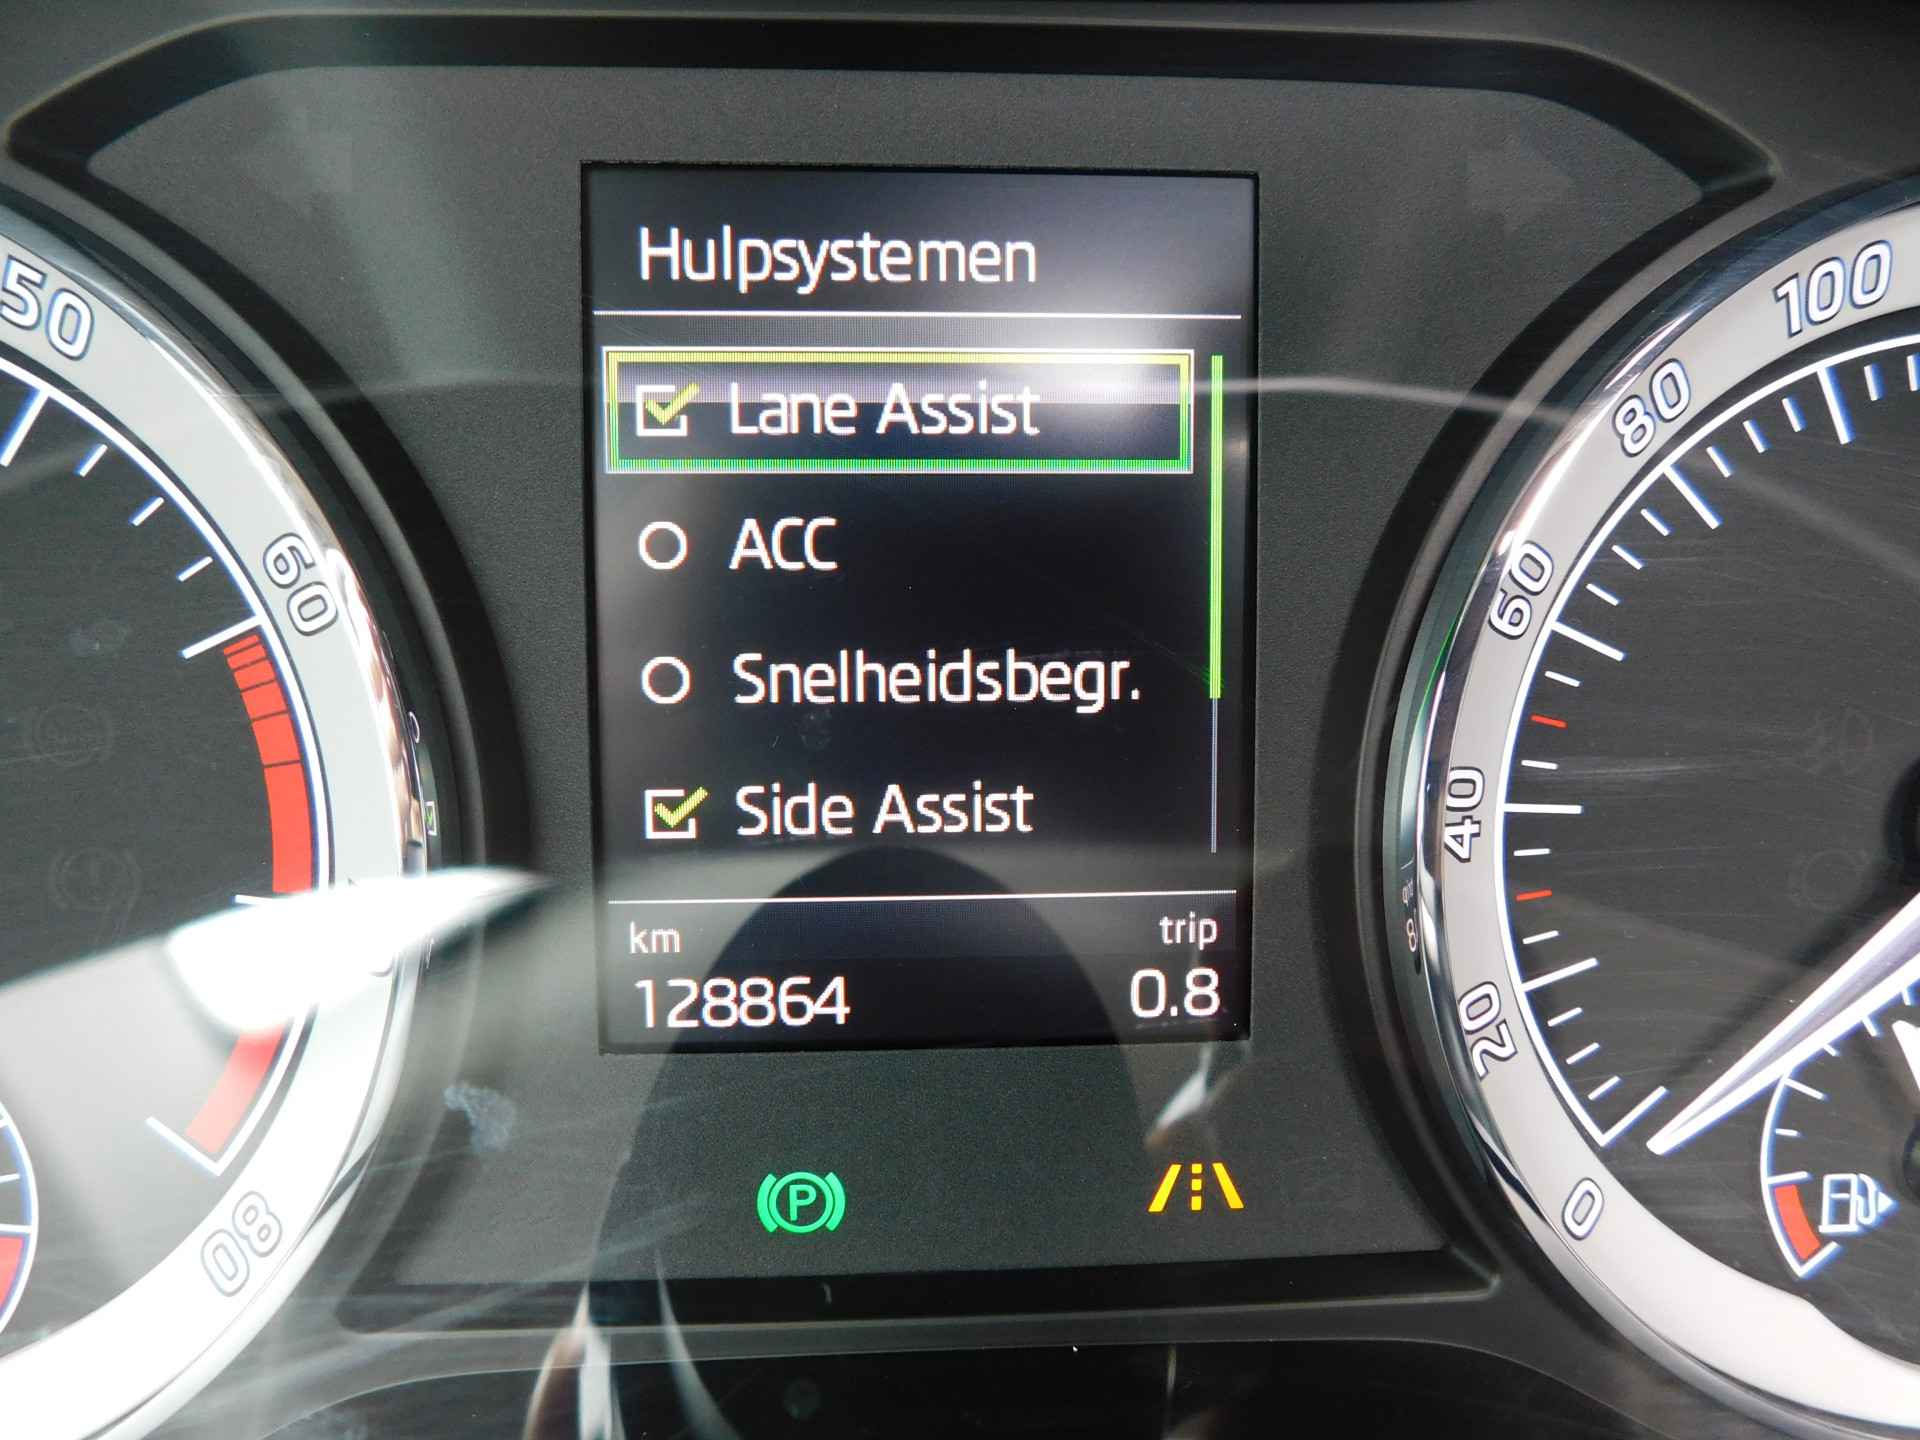 Hulpsystemen
Lane Assist
ACC
Snelheidsbegr.
Side Assist
km
trip
128864
0.8
50
60
80
100
80
60
40
20
0
P